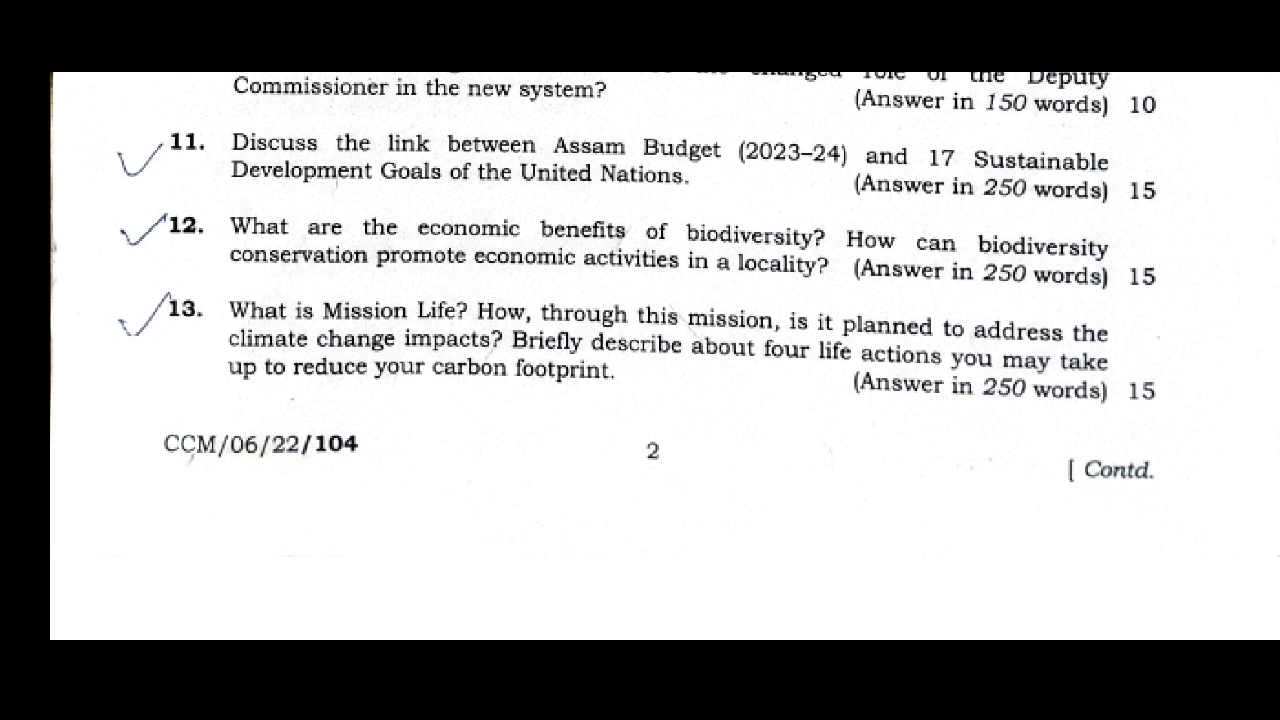 changed role of the Deputy
Commissioner in the new system?
(Answer in 150 words) 10
11. Discuss the link between Assam Budget (2023–24) and 17 Sustainable
Development Goals of the United Nations.
(Answer in 250 words) 15
12. What are the economic benefits of biodiversity? How can biodiversity
conservation promote economic activities in a locality? (Answer in 250 words) 15
13. What is Mission Life? How, through this mission, is it planned to address the
climate change impacts? Briefly describe about four life actions you may take
up to reduce your carbon footprint.
(Answer in 250 words) 15
CCM/06/22/104
2
[ Contd.